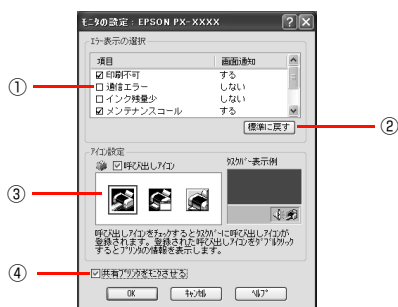 モニタの設定：EPSON PX-XXXX
エラー表示の選択
項目 画面通知
印刷不可 する
① 通信エラー しない
インク残量少 しない
メンテナンスコール する
標準に戻す ②
アイコン設定
呼び出しアイコン タスクバー表示例
③
呼び出しアイコンをチェックするとタスクバーに呼び出しアイコンが
登録されます。登録された呼び出しアイコンをダブルクリック
するとプリンタの情報を表示します。
④ 共有プリンタをモニタさせる
OK キャンセル ヘルプ